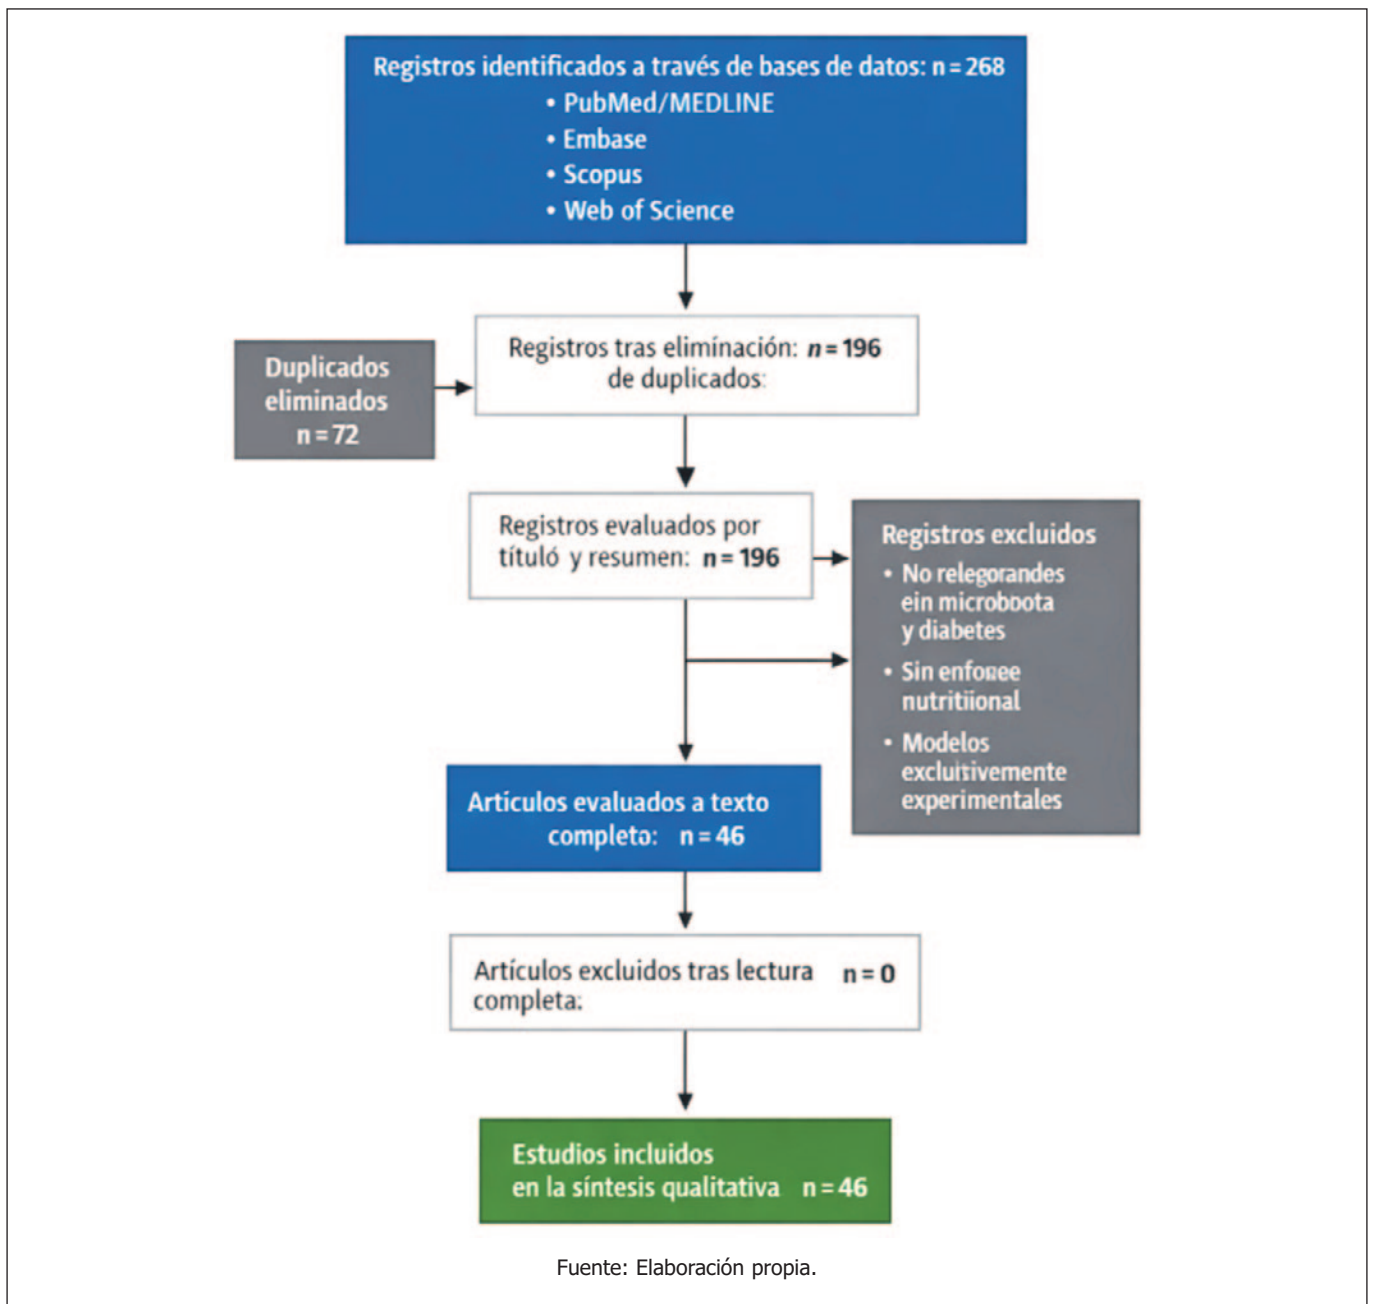 Registros identificados a través de bases de datos: n = 268
• PubMed/MEDLINE
• Embase
• Scopus
• Web of Science
Duplicados
eliminados
n = 72
Registros tras eliminación: n = 196
de duplicados:
Registros evaluados por
títuló y resumen: n = 196
Registros excluidos
• No relegorandes
ein microboota
y diabetes
• Sin enfonee
nutritiional
• Modelos
excluitivemente
experimentales
Artículos evaluados a texto
completo: n = 46
Artículos excluidos tras lectura n = 0
completa:
Estudios incluidos
en la síntesis qualitativa n = 46
Fuente: Elaboración propia.